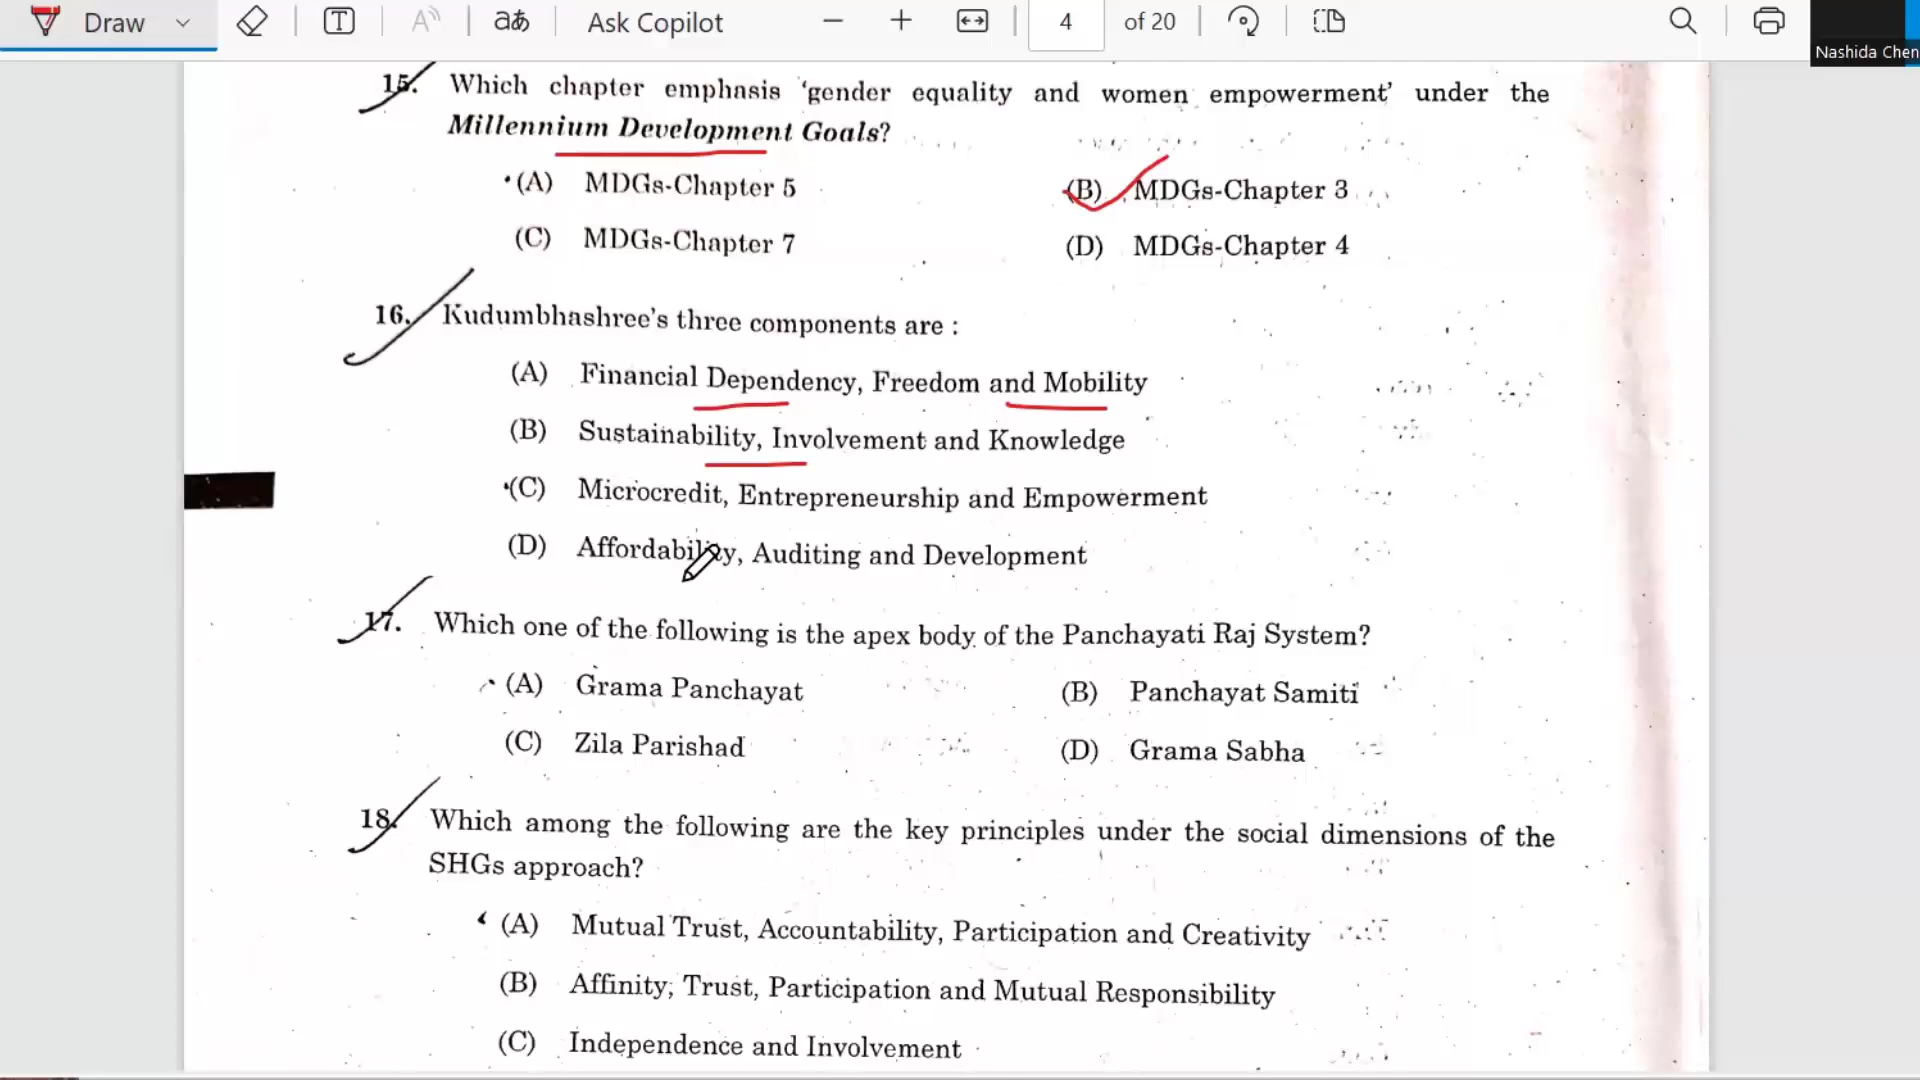 Draw
T
A
aあ
Ask Copilot
4 of 20
Nashida Chen
15. Which chapter emphasis 'gender equality and women empowerment' under the
Millennium Development Goals?
(A) MDGs-Chapter 5 (B) MDGs-Chapter 3
(C) MDGs-Chapter 7 (D) MDGs-Chapter 4
16. Kudumbhashree's three components are :
(A) Financial Dependency, Freedom and Mobility
(B) Sustainability, Involvement and Knowledge
(C) Microcredit, Entrepreneurship and Empowerment
(D) Affordability, Auditing and Development
17. Which one of the following is the apex body of the Panchayati Raj System?
(A) Grama Panchayat (B) Panchayat Samiti
(C) Zila Parishad (D) Grama Sabha
18. Which among the following are the key principles under the social dimensions of the
SHGs approach?
(A) Mutual Trust, Accountability, Participation and Creativity
(B) Affinity, Trust, Participation and Mutual Responsibility
(C) Independence and Involvement